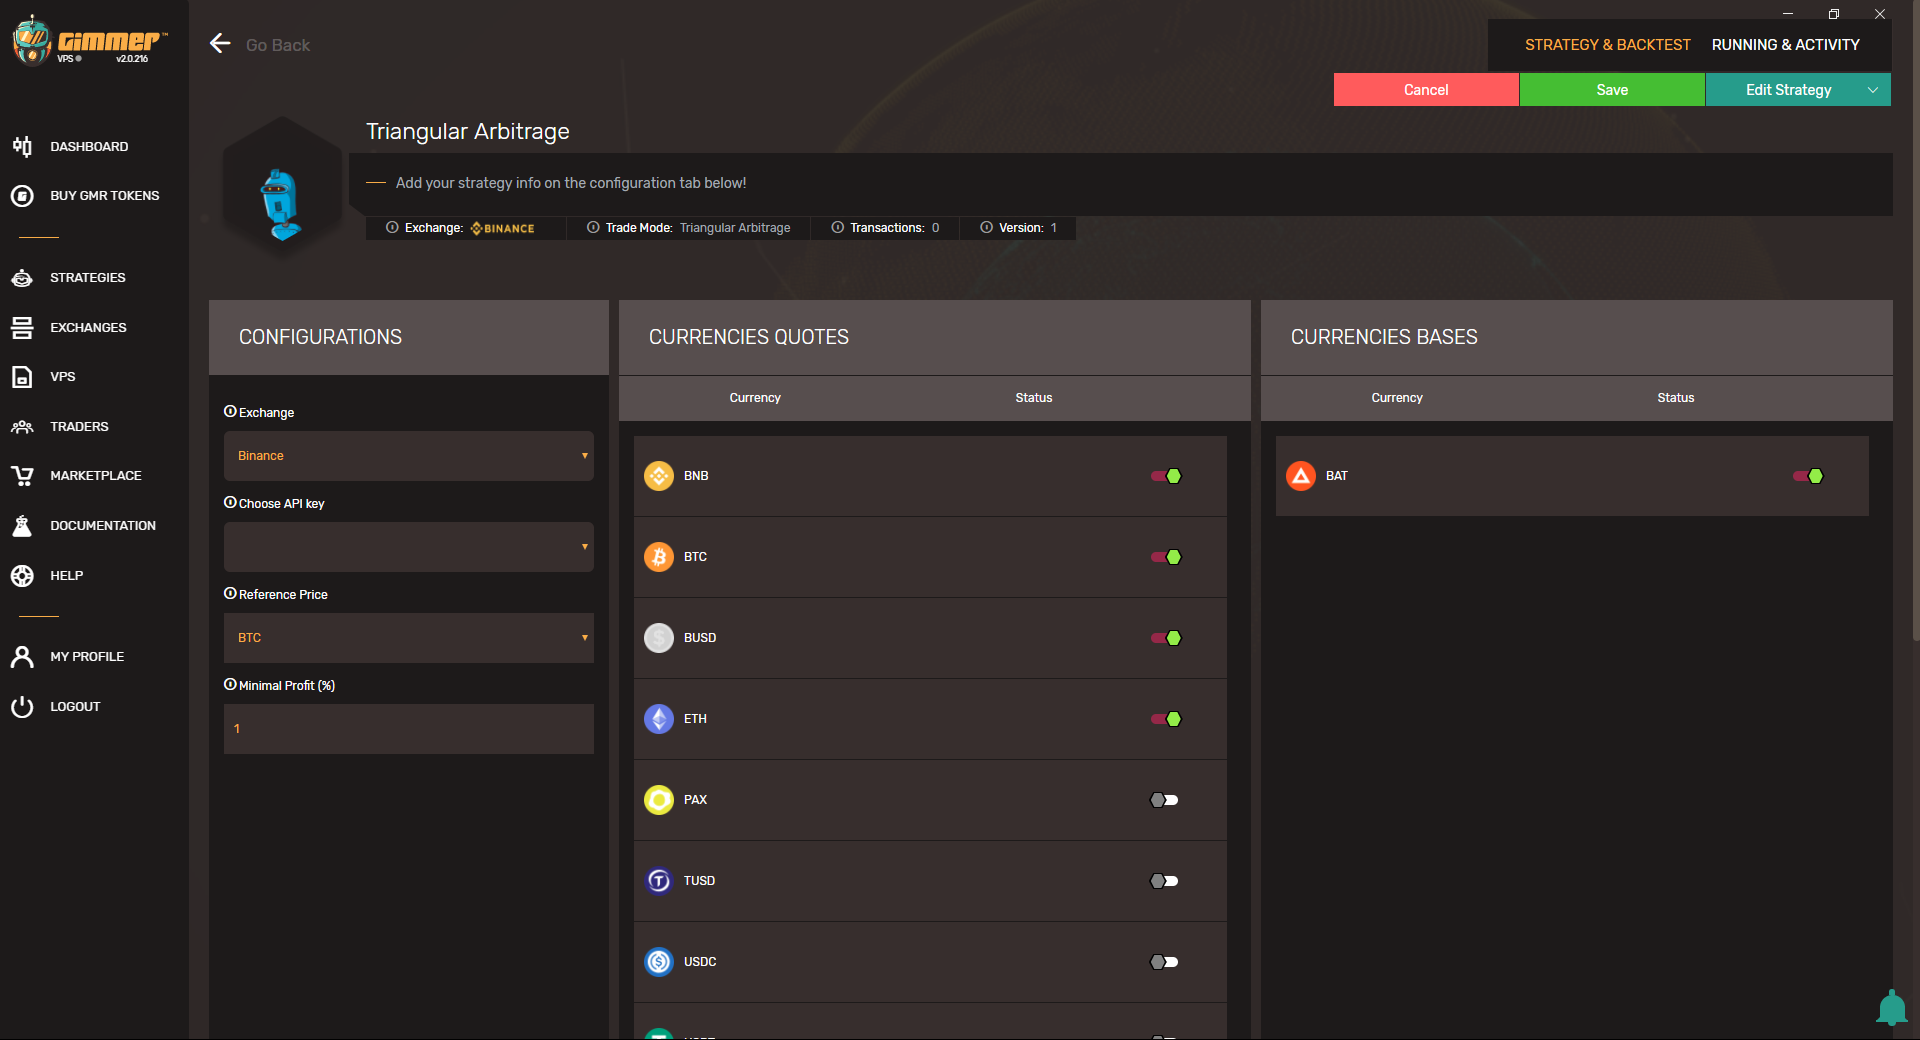 Gimmer™
VPS v2.0.216
Go Back
STRATEGY & BACKTEST RUNNING & ACTIVITY
Cancel Save Edit Strategy
DASHBOARD
BUY GMR TOKENS
STRATEGIES
EXCHANGES
VPS
TRADERS
MARKETPLACE
DOCUMENTATION
HELP
MY PROFILE
LOGOUT
Triangular Arbitrage
Add your strategy info on the configuration tab below!
Exchange: BINANCE Trade Mode: Triangular Arbitrage Transactions: 0 Version: 1
CONFIGURATIONS
Exchange
Binance
Choose API key
Reference Price
BTC
Minimal Profit (%)
1
CURRENCIES QUOTES
Currency Status
BNB
BTC
BUSD
ETH
PAX
TUSD
USDC
CURRENCIES BASES
Currency Status
BAT